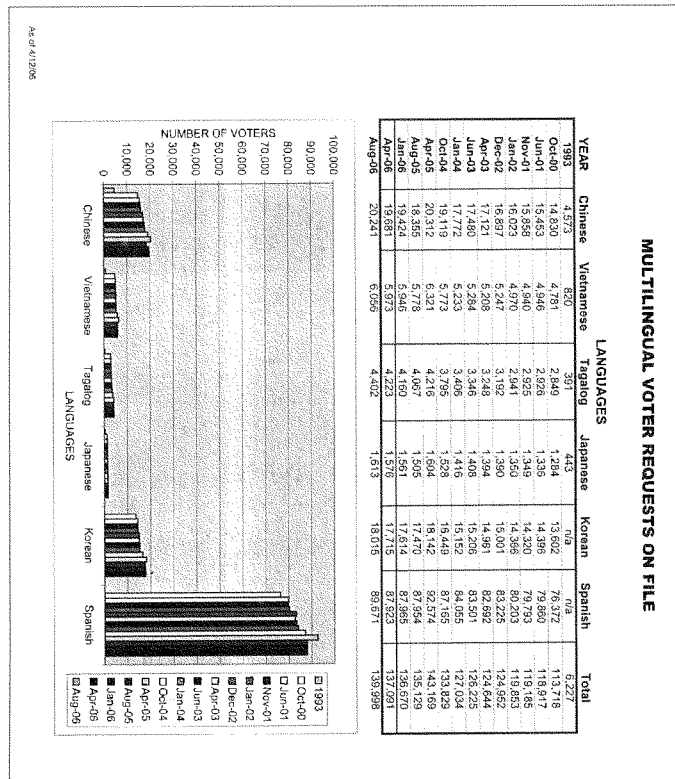 MULTILINGUAL VOTER REQUESTS ON FILE
LANGUAGES
YEAR Chinese Vietnamese Tagalog Japanese Korean Spanish Total
1993 4,573 820 391 443 n/a n/a 6,227
Oct-00 14,830 4,781 2,849 1,284 13,602 76,372 113,718
Jun-01 15,453 4,946 2,926 1,336 14,396 79,860 118,917
Nov-01 15,858 4,940 2,925 1,349 14,320 79,793 119,185
Jan-02 16,023 4,970 2,941 1,350 14,366 80,203 119,853
Dec-02 16,897 5,247 3,192 1,390 15,001 83,225 124,952
Apr-03 17,121 5,208 3,248 1,394 14,981 82,692 124,644
Jun-03 17,480 5,284 3,346 1,408 15,206 83,501 126,225
Jan-04 17,772 5,233 3,406 1,416 15,152 84,055 127,034
Oct-04 19,119 5,773 3,795 1,528 16,449 87,165 133,829
Apr-05 20,312 6,321 4,216 1,604 18,142 92,574 143,169
Aug-05 18,355 5,778 4,067 1,505 17,470 87,954 135,129
Jan-06 19,424 5,946 4,160 1,561 17,614 87,965 136,670
Apr-06 19,681 5,973 4,223 1,576 17,715 87,923 137,091
Aug-06 20,241 6,056 4,402 1,613 18,015 89,671 139,998
NUMBER OF VOTERS
100,000
90,000
80,000
70,000
60,000
50,000
40,000
30,000
20,000
10,000
0
Chinese Vietnamese Tagalog Japanese Korean Spanish
LANGUAGES
1993
Oct-00
Jun-01
Nov-01
Jan-02
Dec-02
Apr-03
Jun-03
Jan-04
Oct-04
Apr-05
Aug-05
Jan-06
Apr-06
Aug-06
As of 4/12/06